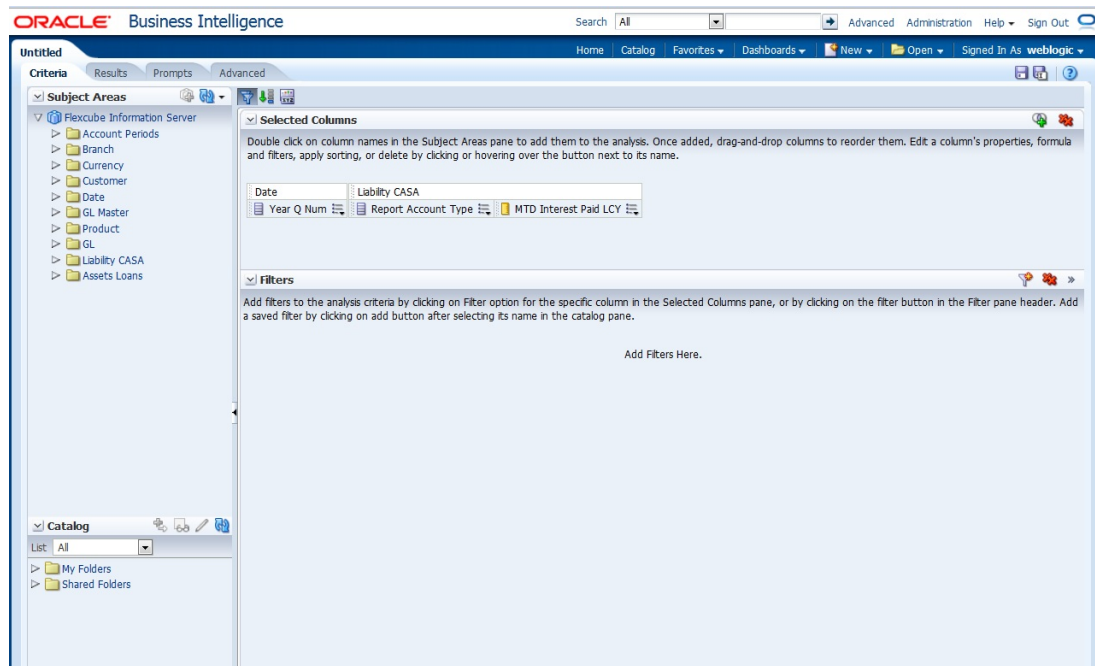 ORACLE Business Intelligence
Search All Advanced Administration Help Sign Out
Untitled
Home Catalog Favorites Dashboards New Open Signed In As weblogic
Criteria Results Prompts Advanced
Subject Areas
Flexcube Information Server
Account Periods
Branch
Currency
Customer
Date
GL Master
Product
GL
Liability CASA
Assets Loans
Selected Columns
Double click on column names in the Subject Areas pane to add them to the analysis. Once added, drag-and-drop columns to reorder them. Edit a column's properties, formula
and filters, apply sorting, or delete by clicking or hovering over the button next to its name.
Date Liability CASA
Year Q Num Report Account Type MTD Interest Paid LCY
Filters
Add filters to the analysis criteria by clicking on Filter option for the specific column in the Selected Columns pane, or by clicking on the filter button in the Filter pane header. Add
a saved filter by clicking on add button after selecting its name in the catalog pane.
Add Filters Here.
Catalog
List All
My Folders
Shared Folders